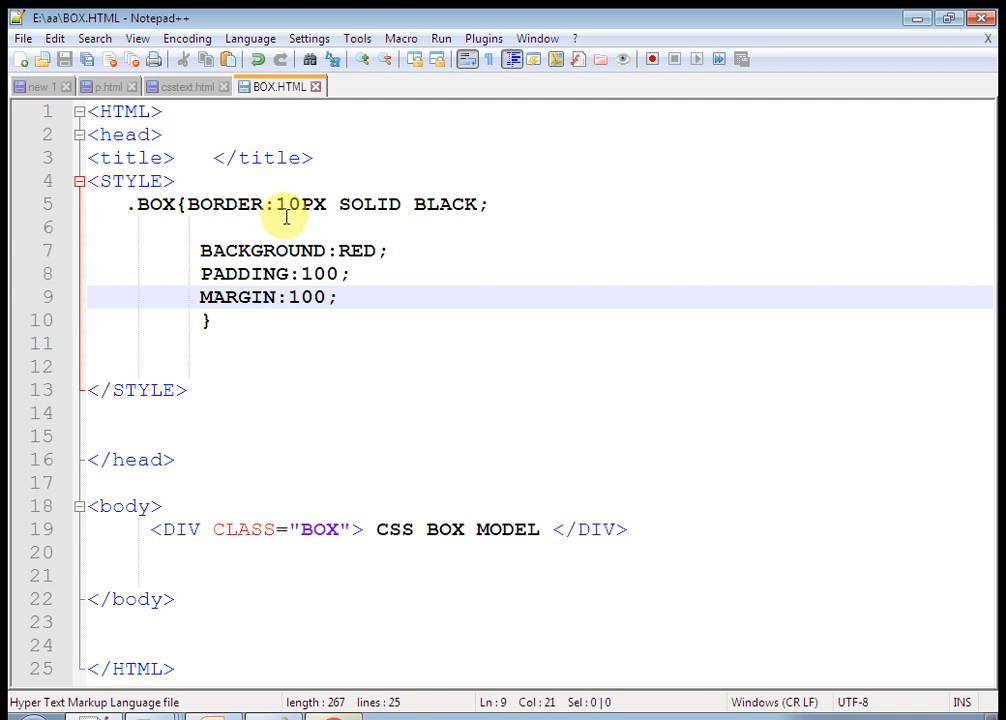 E:\aa\BOX.HTML - Notepad++
File Edit Search View Encoding Language Settings Tools Macro Run Plugins Window ? X
new 1 p.html csstext.html BOX.HTML
1 <HTML>
2 <head>
3 <title> </title>
4 <STYLE>
5 .BOX{BORDER:10PX SOLID BLACK;
6
7 BACKGROUND:RED;
8 PADDING:100;
9 MARGIN:100;
10 }
11
12
13 </STYLE>
14
15
16 </head>
17
18 <body>
19 <DIV CLASS="BOX"> CSS BOX MODEL </DIV>
20
21
22 </body>
23
24
25 </HTML>
Hyper Text Markup Language file length : 267 lines : 25 Ln : 9 Col : 21 Sel : 0 | 0 Windows (CR LF) UTF-8 INS